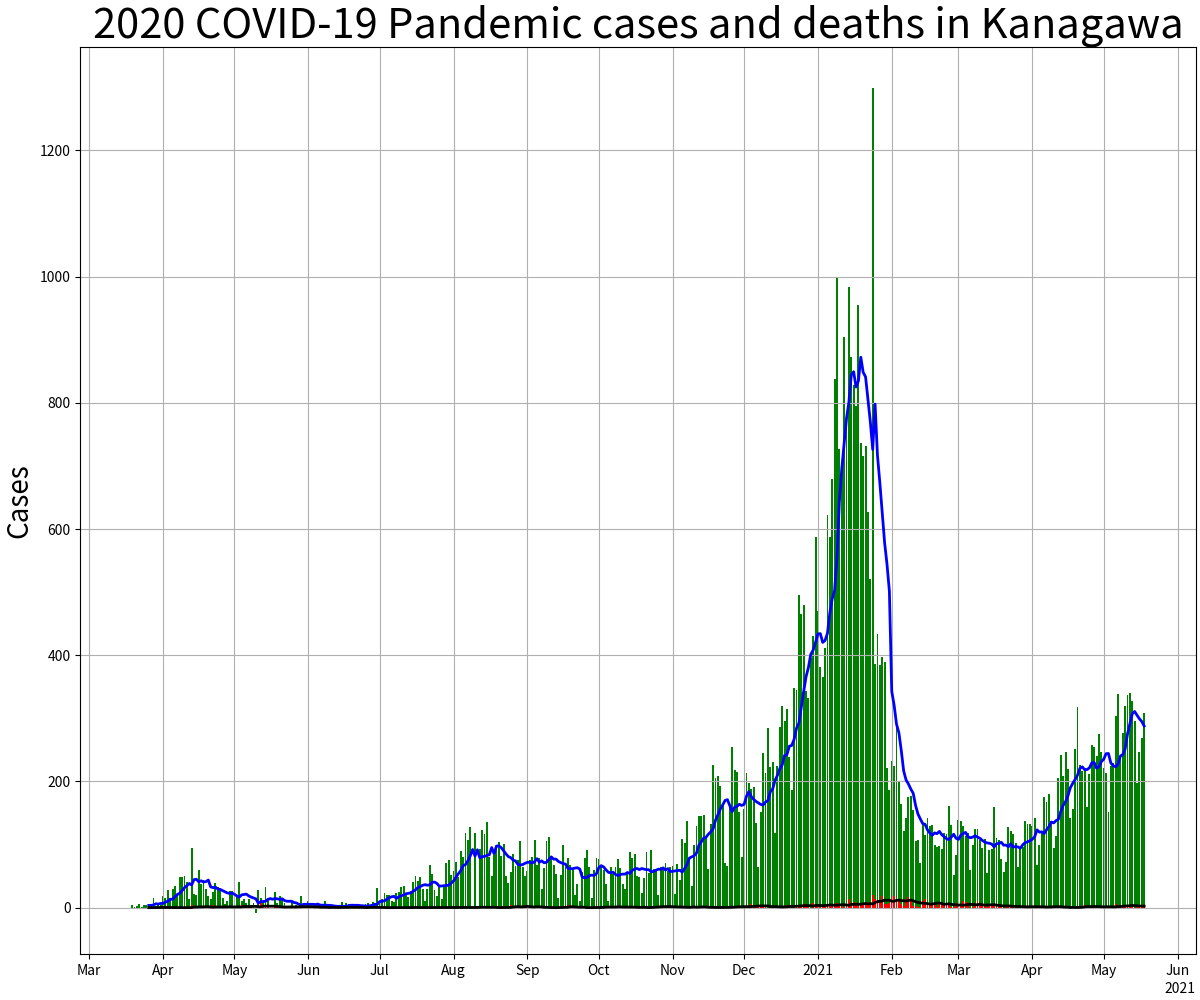 2020 COVID-19 Pandemic cases and deaths in Kanagawa
Cases
1200
1000
800
600
400
200
0
Mar Apr May Jun Jul Aug Sep Oct Nov Dec 2021 Feb Mar Apr May Jun
2021